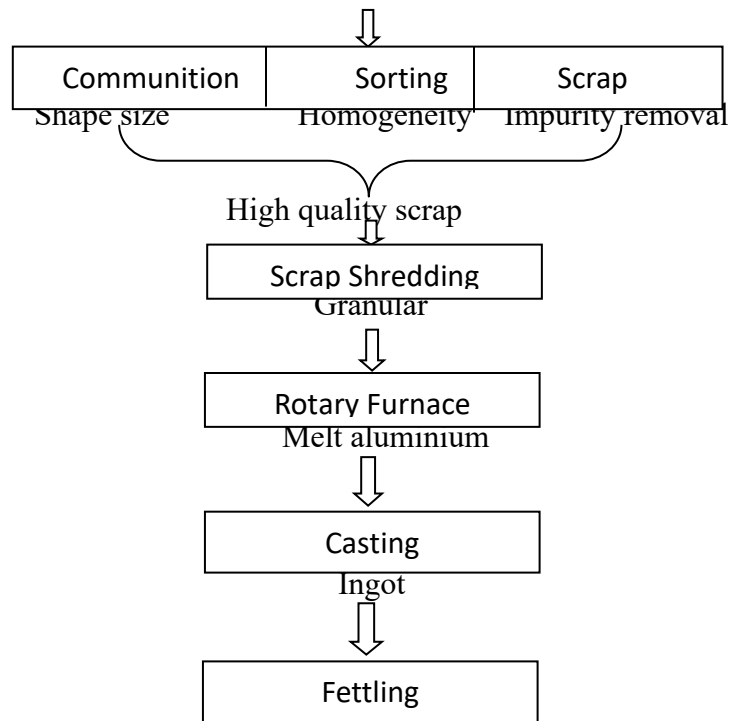 Communition Sorting Scrap
Shape size Homogeneity Impurity removal
High quality scrap
Scrap Shredding
Granular
Rotary Furnace
Melt aluminium
Casting
Ingot
Fettling